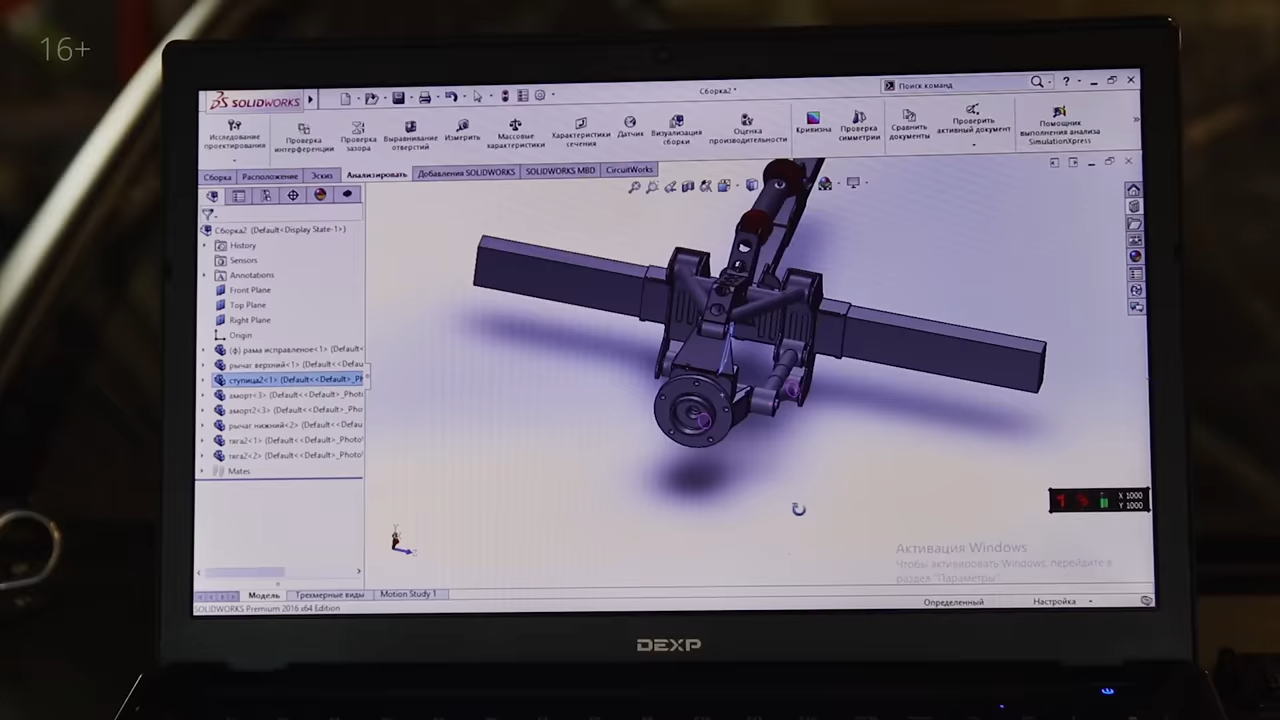 16+
SOLIDWORKS
Сборка2 *
Поиск команд
?
Исследование проектирования
Проверка интерференции
Проверка зазора
Выравнивание отверстий
Измерить
Массовые характеристики
Характеристики сечения
Датчик
Визуализация сборки
Оценка производительности
Кривизна
Проверка симметрии
Сравнить документы
Проверить активный документ
Помощник выполнения анализа SimulationXpress
Сборка
Расположение
Эскиз
Анализировать
Добавления SOLIDWORKS
SOLIDWORKS MBD
CircuitWorks
Сборка2 (Default<Display State-1>)
History
Sensors
Annotations
Front Plane
Top Plane
Right Plane
Origin
(ф) рама исправленое<1> (Default<
рычаг верхний<1> (Default<<Defau
ступица2<1> (Default<<Default>_Ph
аморт<3> (Default<<Default>_Photo
аморт2<3> (Default<<Default>_Pho
рычаг нижний<2> (Default<<Defau
тяга2<1> (Default<<Default>_Photo
тяга2<2> (Default<<Default>_Photo
Mates
X 1000
Y 1000
Активация Windows
Чтобы активировать Windows, перейдите в
раздел "Параметры".
Модель
Трехмерные виды
Motion Study 1
SOLIDWORKS Premium 2016 x64 Edition
Определенный
Настройка
DEXP